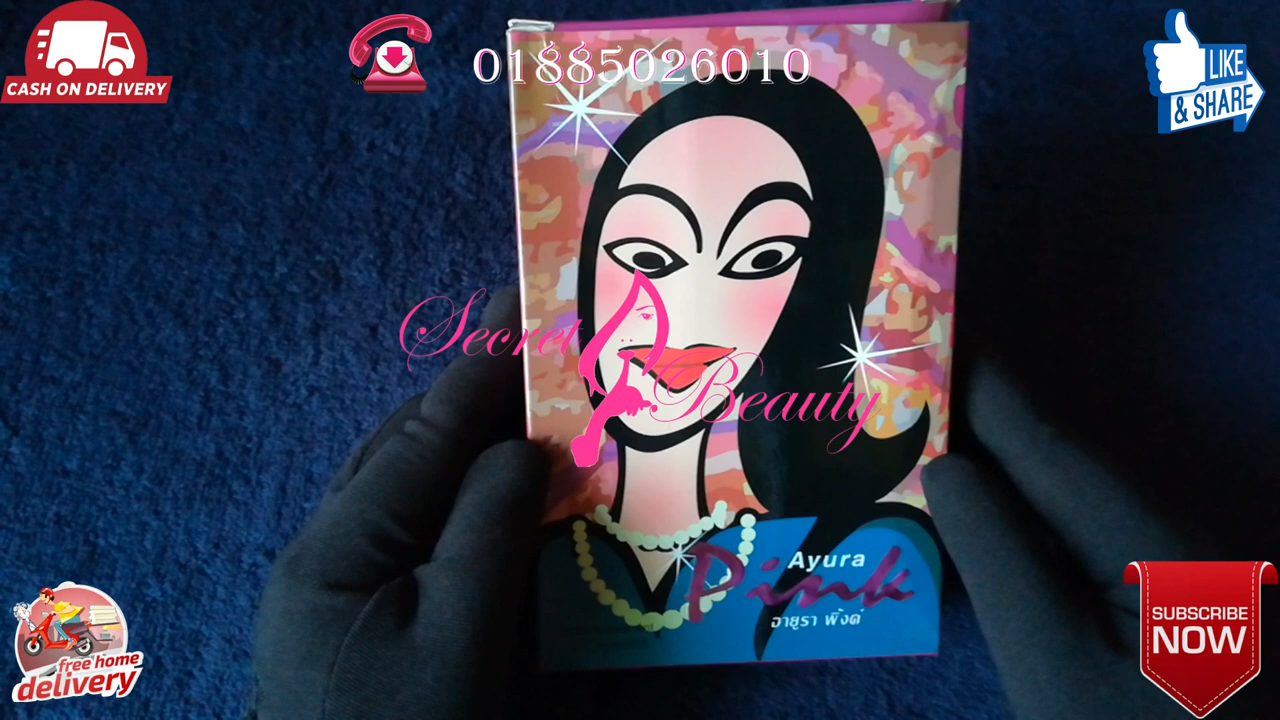 CASH ON DELIVERY
01885026010
LIKE
& SHARE
Secret
Beauty
Ayura
Pink
อายุรา พิ้งค์
free home
delivery
SUBSCRIBE
NOW